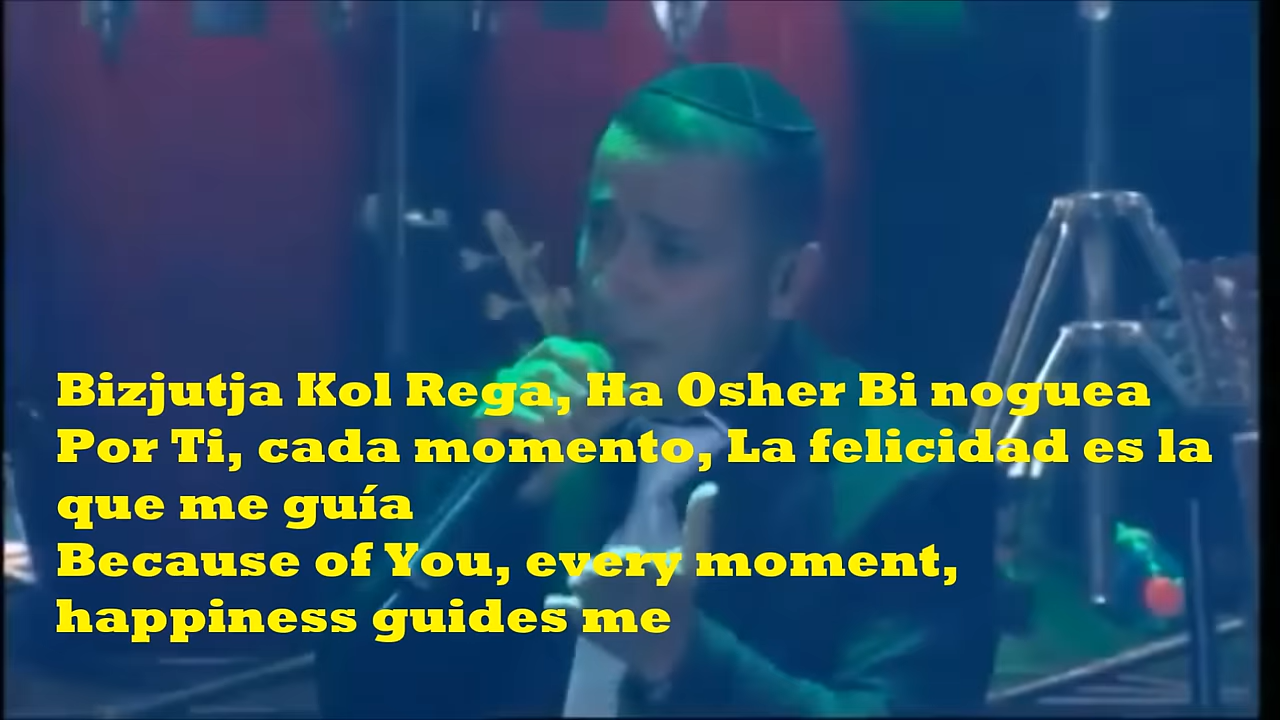 Bizjutja Kol Rega, Ha Osher Bi noguea
Por Ti, cada momento, La felicidad es la
que me guía
Because of You, every moment,
happiness guides me